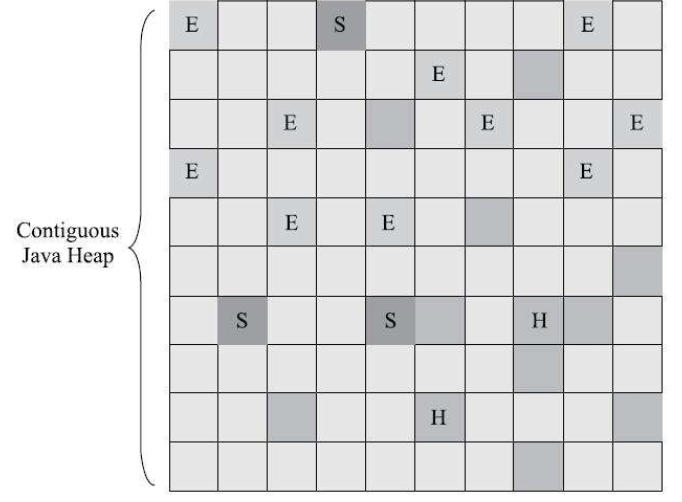 E S E
E
E E E
E E
E E
Contiguous
Java Heap
S S H
H